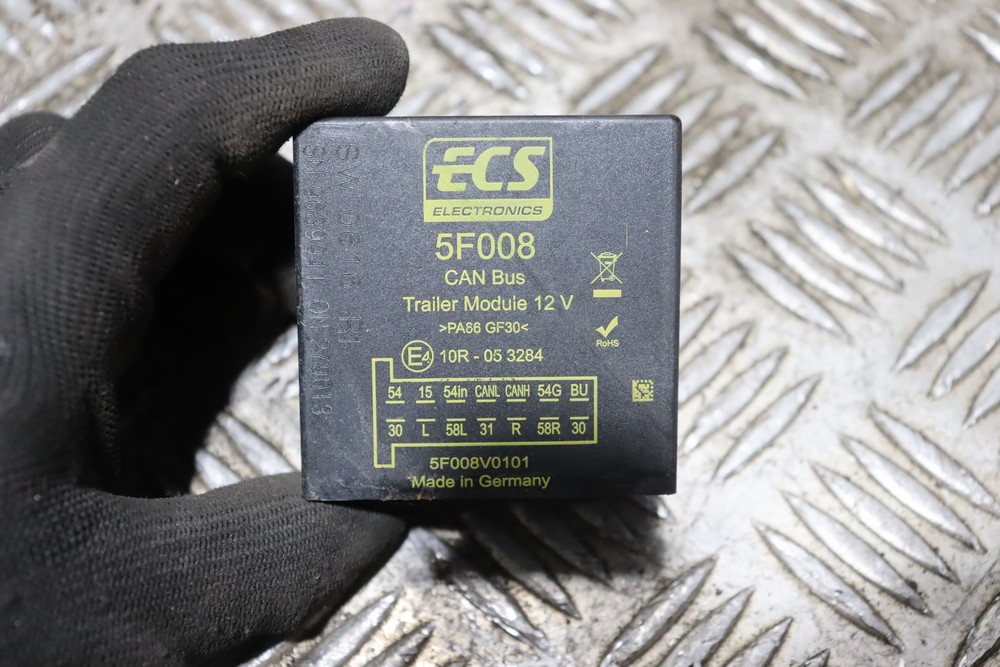 ECS
ELECTRONICS
5F008
CAN Bus
Trailer Module 12 V
>PA66 GF30<
RoHS
E4 10R - 05 3284
54 15 54in CANL CANH 54G BU
30 L 58L 31 R 58R 30
5F008V0101
Made in Germany